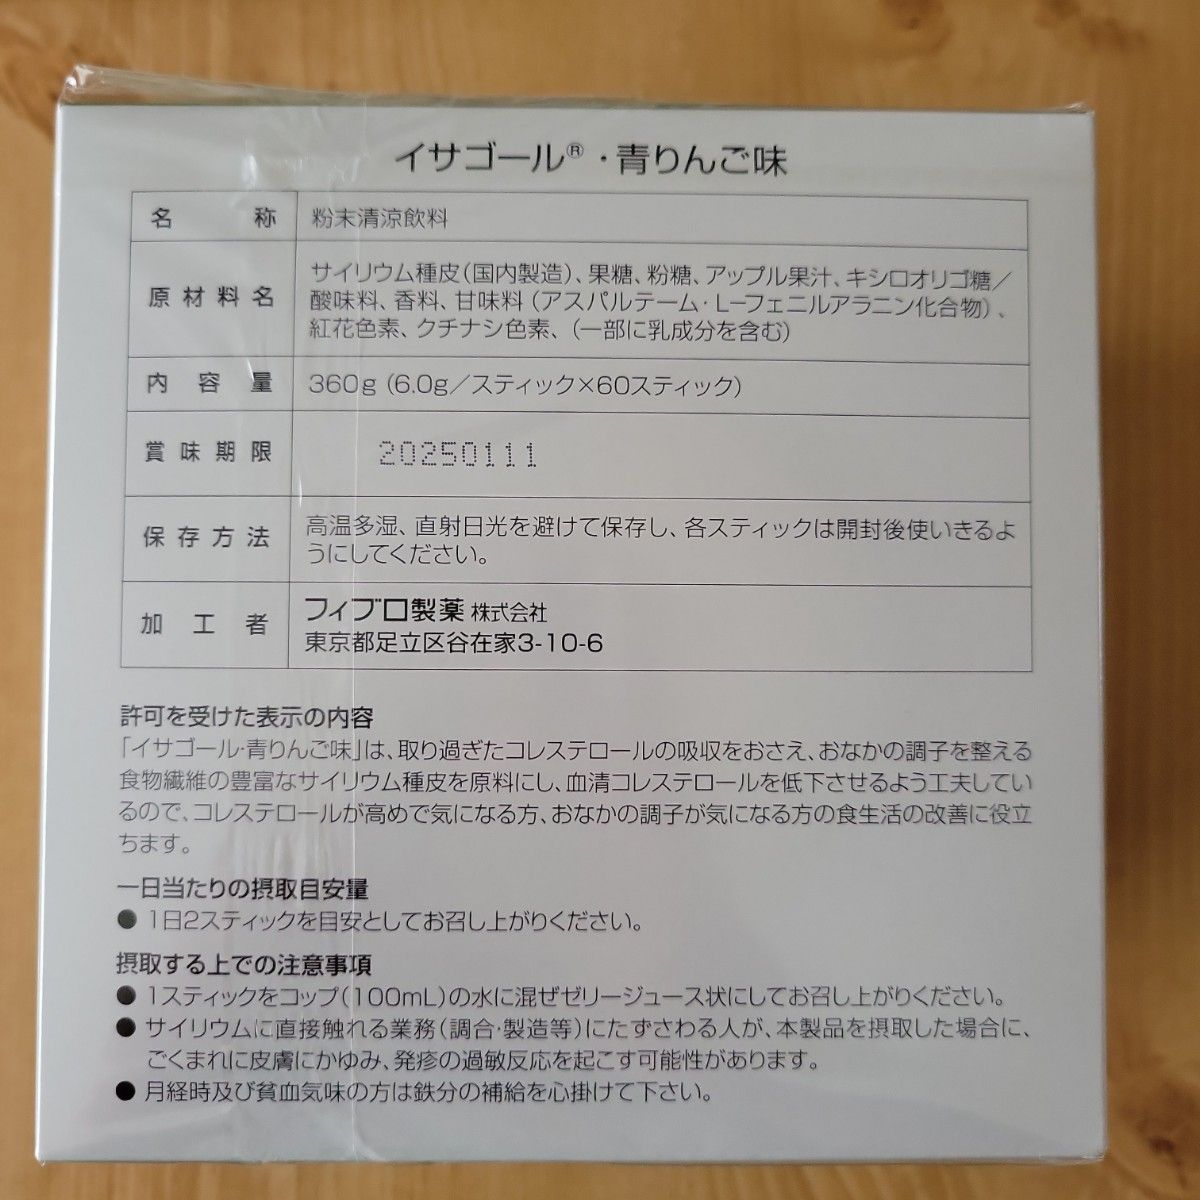 イサゴール®・青りんご味
名称 粉末清涼飲料
原材料名 サイリウム種皮(国内製造)、果糖、粉糖、アップル果汁、キシロオリゴ糖/
酸味料、香料、甘味料(アスパルテーム・L-フェニルアラニン化合物)、
紅花色素、クチナシ色素、(一部に乳成分を含む)
内容量 360g(6.0g/スティック×60スティック)
賞味期限 20250111
保存方法 高温多湿、直射日光を避けて保存し、各スティックは開封後使いきるよ
うにしてください。
加工者 フィブロ製薬 株式会社
東京都足立区谷在家3-10-6
許可を受けた表示の内容
「イサゴール・青りんご味」は、取り過ぎたコレステロールの吸収をおさえ、おなかの調子を整える
食物繊維の豊富なサイリウム種皮を原料にし、血清コレステロールを低下させるよう工夫してい
るので、コレステロールが高めで気になる方、おなかの調子が気になる方の食生活の改善に役立
ちます。
一日当たりの摂取目安量
● 1日2スティックを目安としてお召し上がりください。
摂取する上での注意事項
● 1スティックをコップ(100mL)の水に混ぜゼリージュース状にしてお召し上がりください。
● サイリウムに直接触れる業務(調合・製造等)にたずさわる人が、本製品を摂取した場合に、
ごくまれに皮膚にかゆみ、発疹の過敏反応を起こす可能性があります。
● 月経時及び貧血気味の方は鉄分の補給を心掛けて下さい。